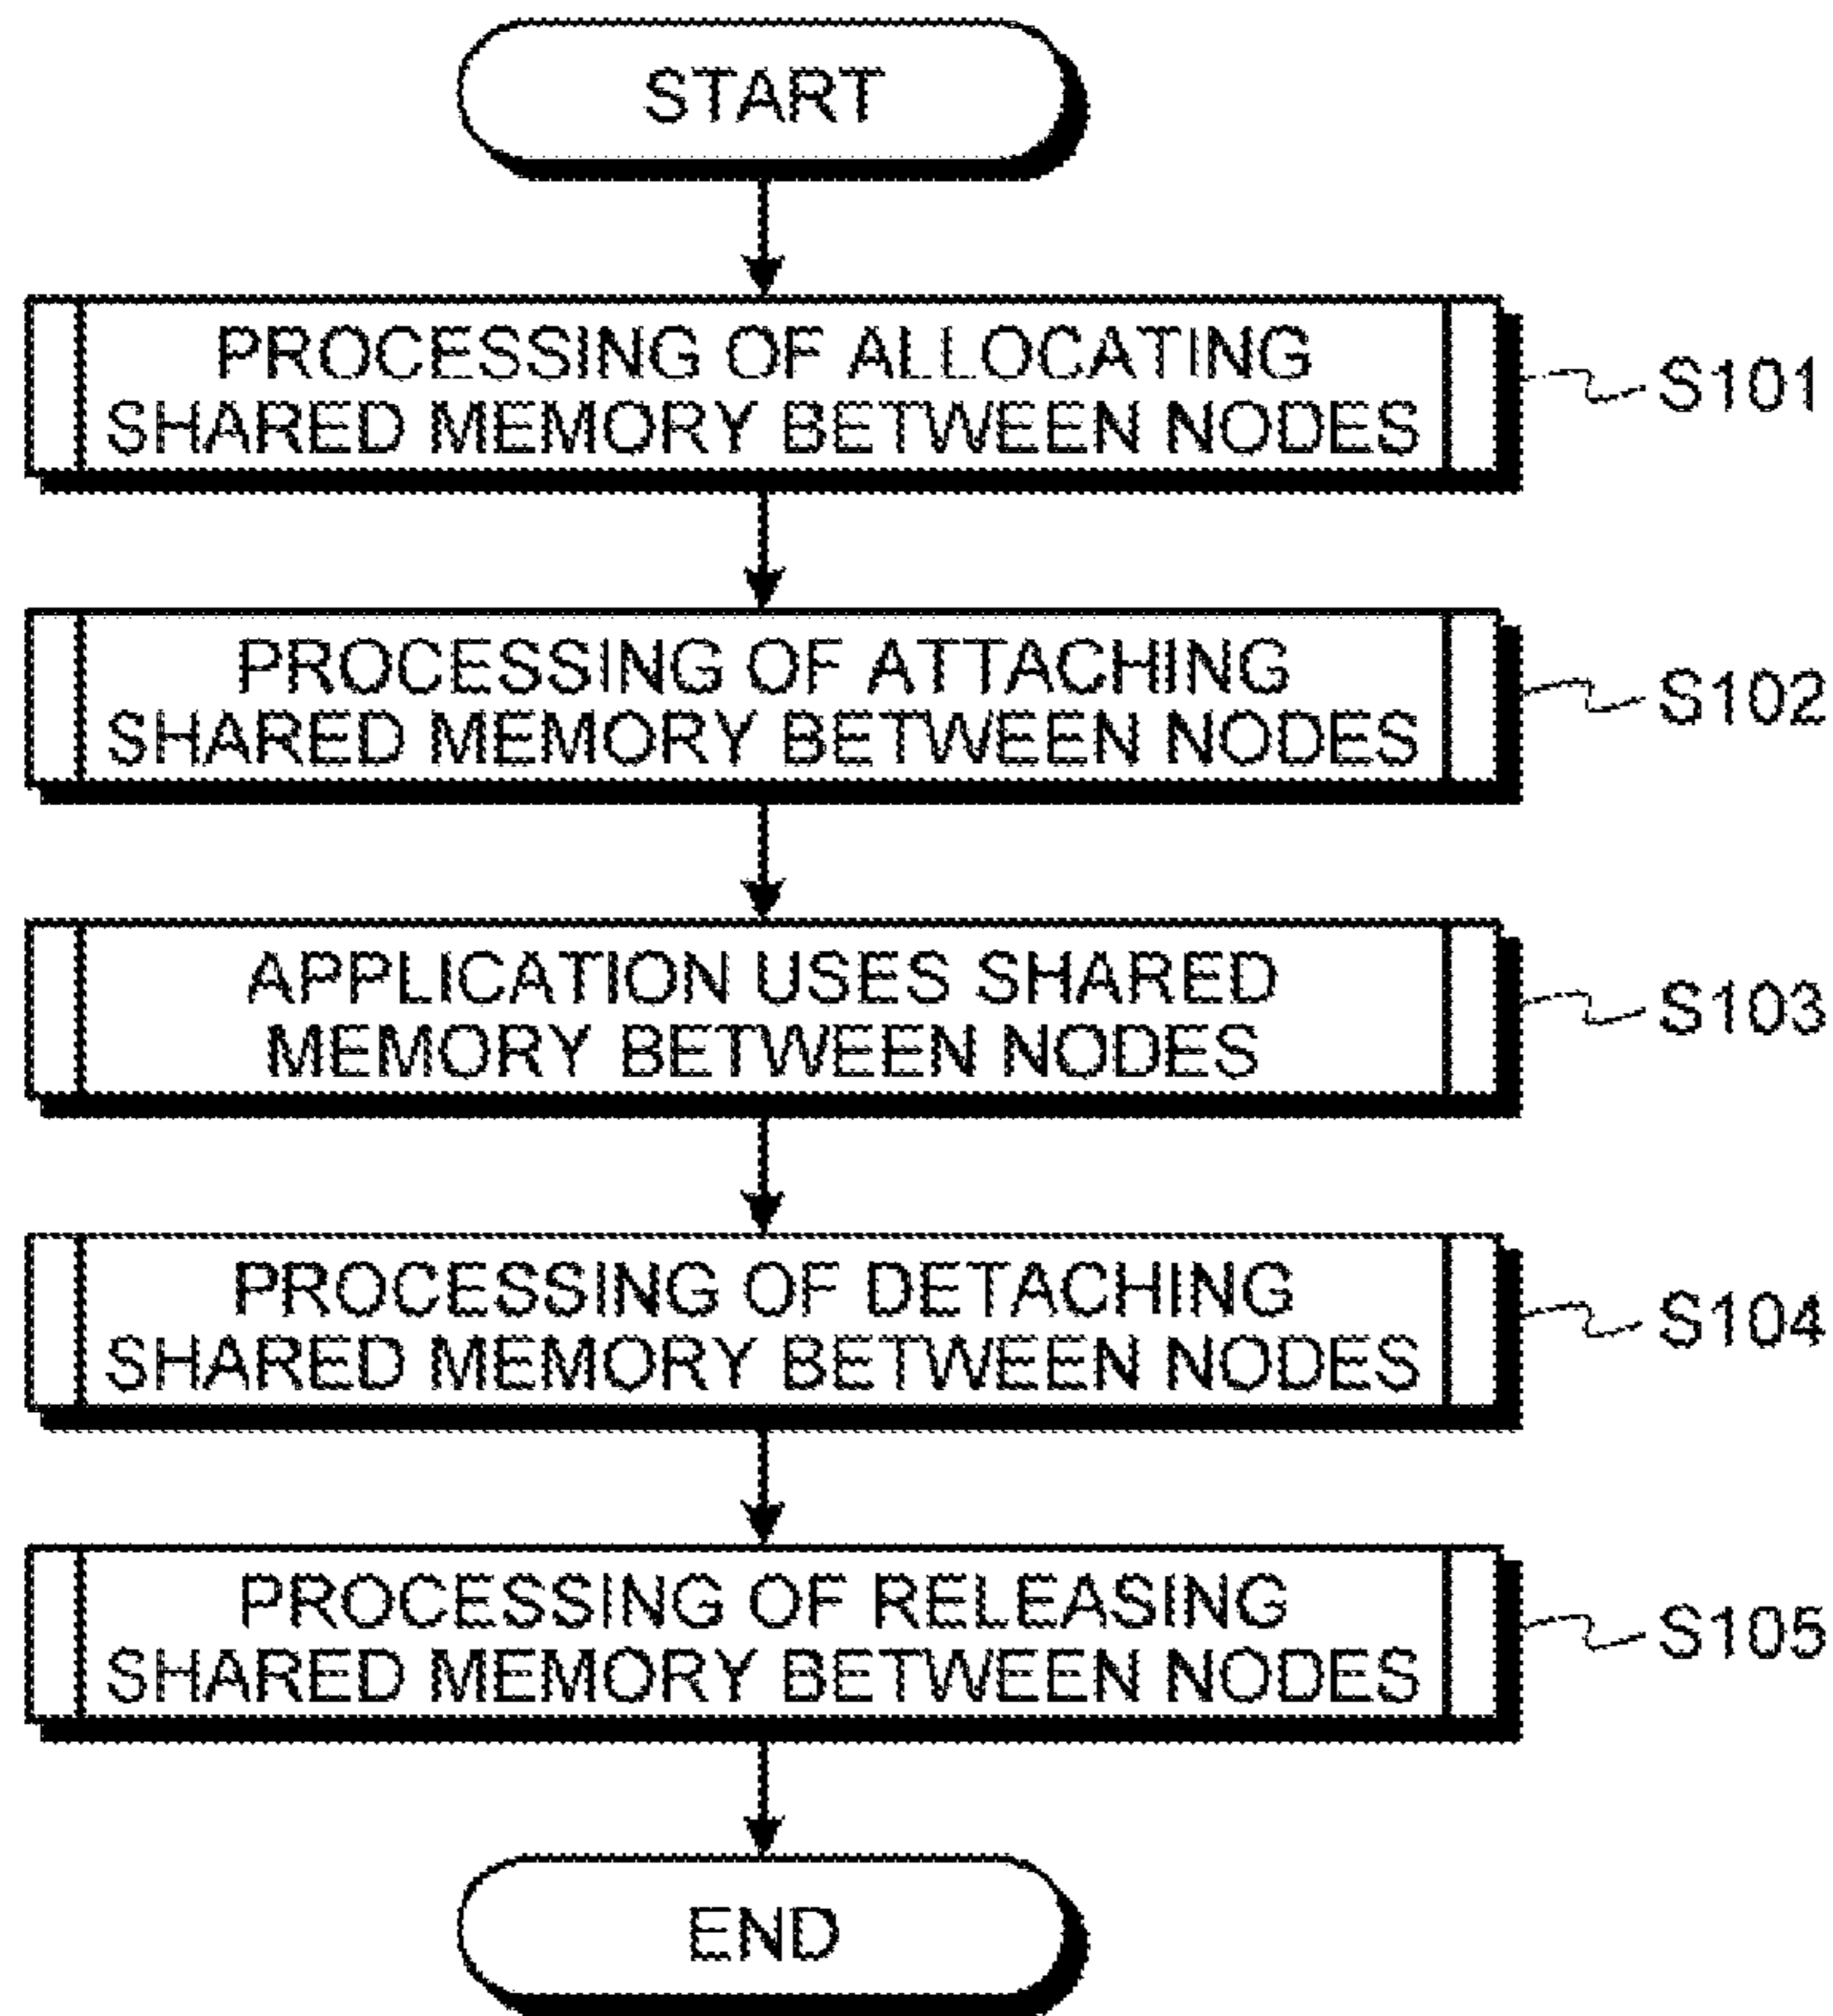 START
PROCESSING OF ALLOCATING
SHARED MEMORY BETWEEN NODES
S101
PROCESSING OF ATTACHING
SHARED MEMORY BETWEEN NODES
S102
APPLICATION USES SHARED
MEMORY BETWEEN NODES
S103
PROCESSING OF DETACHING
SHARED MEMORY BETWEEN NODES
S104
PROCESSING OF RELEASING
SHARED MEMORY BETWEEN NODES
S105
END